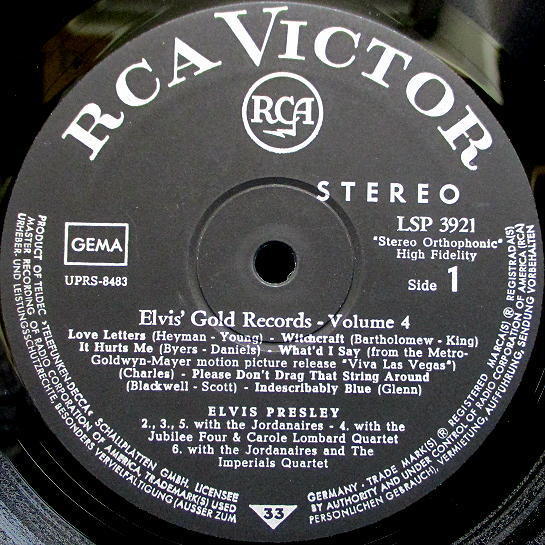 RCA VICTOR
RCA
STEREO
LSP 3921
"Stereo Orthophonic"
High Fidelity
Side 1
GEMA
UPRS-8483
Elvis' Gold Records - Volume 4
Love Letters (Heyman - Young) - Witchcraft (Bartholomew - King)
It Hurts Me (Byers - Daniels) - What'd I Say (from the Metro-
Goldwyn-Mayer motion picture release "Viva Las Vegas")
(Charles) - Please Don't Drag That String Around
(Blackwell - Scott) - Indescribably Blue (Glenn)
ELVIS PRESLEY
2., 3., 5. with the Jordanaires - 4. with the
Jubilee Four & Carole Lombard Quartet
6. with the Jordanaires and The
Imperials Quartet
33
PRODUCT OF TELDEC »TELEFUNKEN-DECCA« SCHALLPLATTEN GMBH. LICENSEE
MASTER RECORDING OF RADIO CORPORATION OF AMERICA TRADEMARK(S) USED
URHEBER- UND LEISTUNGSSCHUTZRECHTE BESONDERS VERVIELFÄLTIGUNG (AUSSER ZUM
GERMANY - TRADE MARK(S) ® REGISTERED MARCA(S) ® REGISTRADA(S)
BY AUTHORITY AND UNDER CONTROL OF RADIO CORPORATION OF AMERICA (RCA)
PERSÖNLICHEN GEBRAUCH), VERMIETUNG, AUFFÜHRUNG, SENDUNG VORBEHALTEN